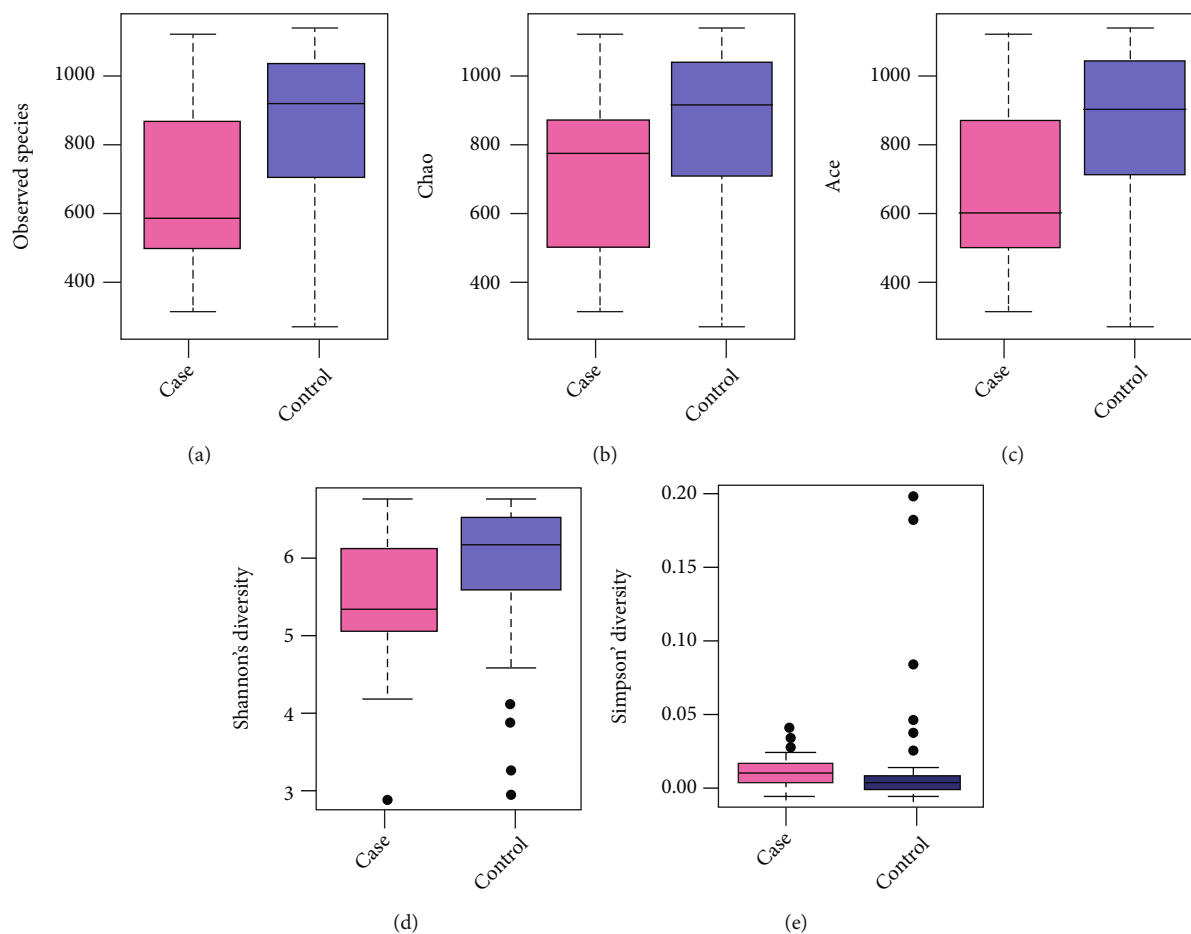 Observed species
1000
800
600
400
Case
Control
(a)
Chao
1000
800
600
400
Case
Control
(b)
Ace
1000
800
600
400
Case
Control
(c)
Shannon's diversity
6
5
4
3
Case
Control
(d)
Simpson' diversity
0.20
0.15
0.10
0.05
0.00
Case
Control
(e)